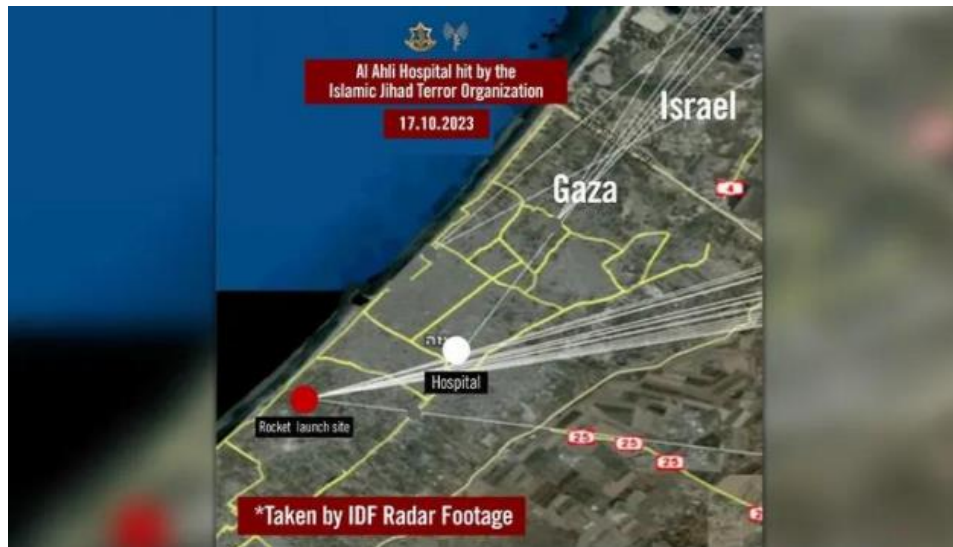 Al Ahli Hospital hit by the
Islamic Jihad Terror Organization
17.10.2023
Israel
4
Gaza
Hospital
Rocket launch site
25
25
25
*Taken by IDF Radar Footage